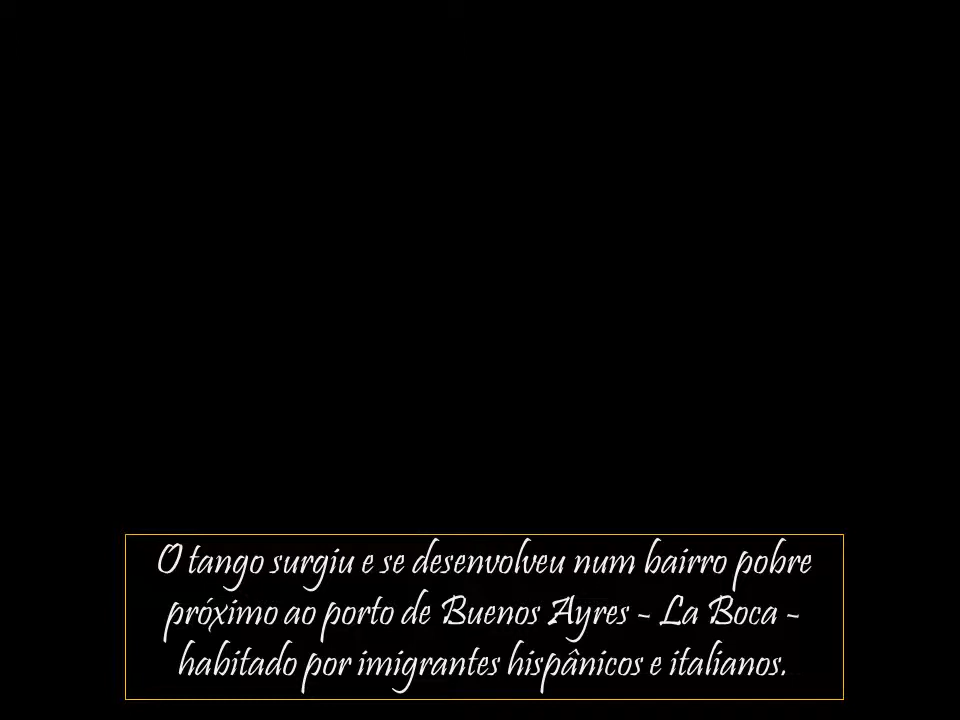 O tango surgiu e se desenvolveu num bairro pobre
próximo ao porto de Buenos Ayres - La Boca -
habitado por imigrantes hispânicos e italianos.